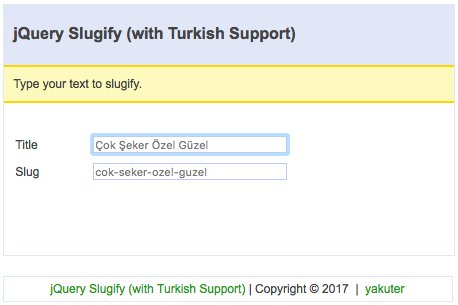 jQuery Slugify (with Turkish Support)
Type your text to slugify.
Title Çok Şeker Özel Güzel
Slug cok-seker-ozel-guzel
jQuery Slugify (with Turkish Support) | Copyright © 2017 | yakuter